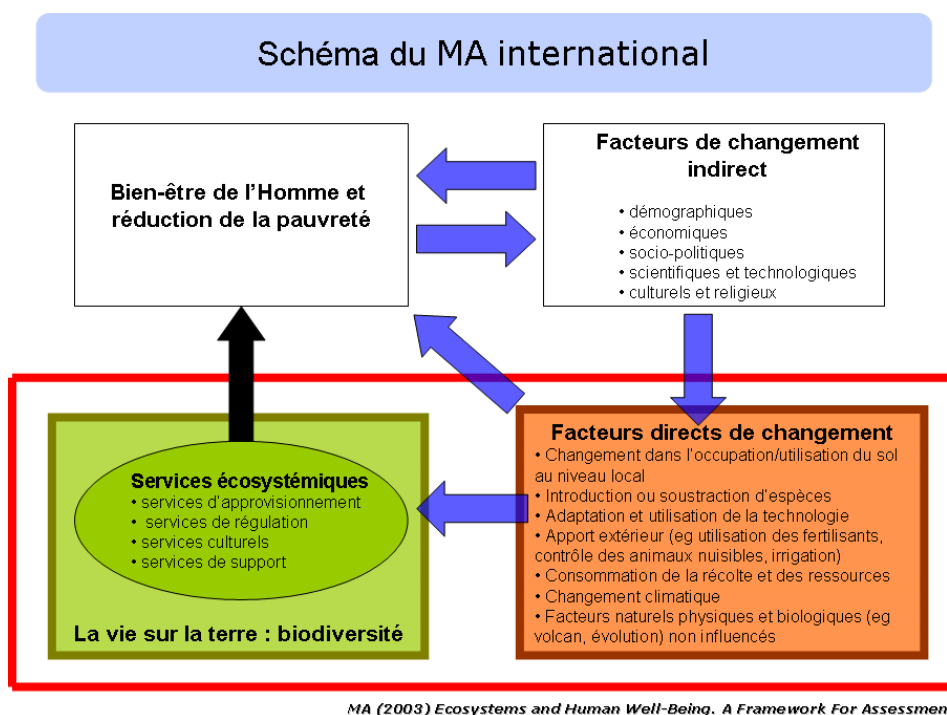 Schéma du MA international
Bien-être de l'Homme et
réduction de la pauvreté
Facteurs de changement
indirect
• démographiques
• économiques
• socio-politiques
• scientifiques et technologiques
• culturels et religieux
Services écosystémiques
• services d'approvisionnement
• services de régulation
• services culturels
• services de support
La vie sur la terre : biodiversité
Facteurs directs de changement
• Changement dans l'occupation/utilisation du sol
au niveau local
• Introduction ou soustraction d'espèces
• Adaptation et utilisation de la technologie
• Apport extérieur (eg utilisation des fertilisants,
contrôle des animaux nuisibles, irrigation)
• Consommation de la récolte et des ressources
• Changement climatique
• Facteurs naturels physiques et biologiques (eg
volcan, évolution) non influencés
MA (2003) Ecosystems and Human Well-Being. A Framework For Assessmen